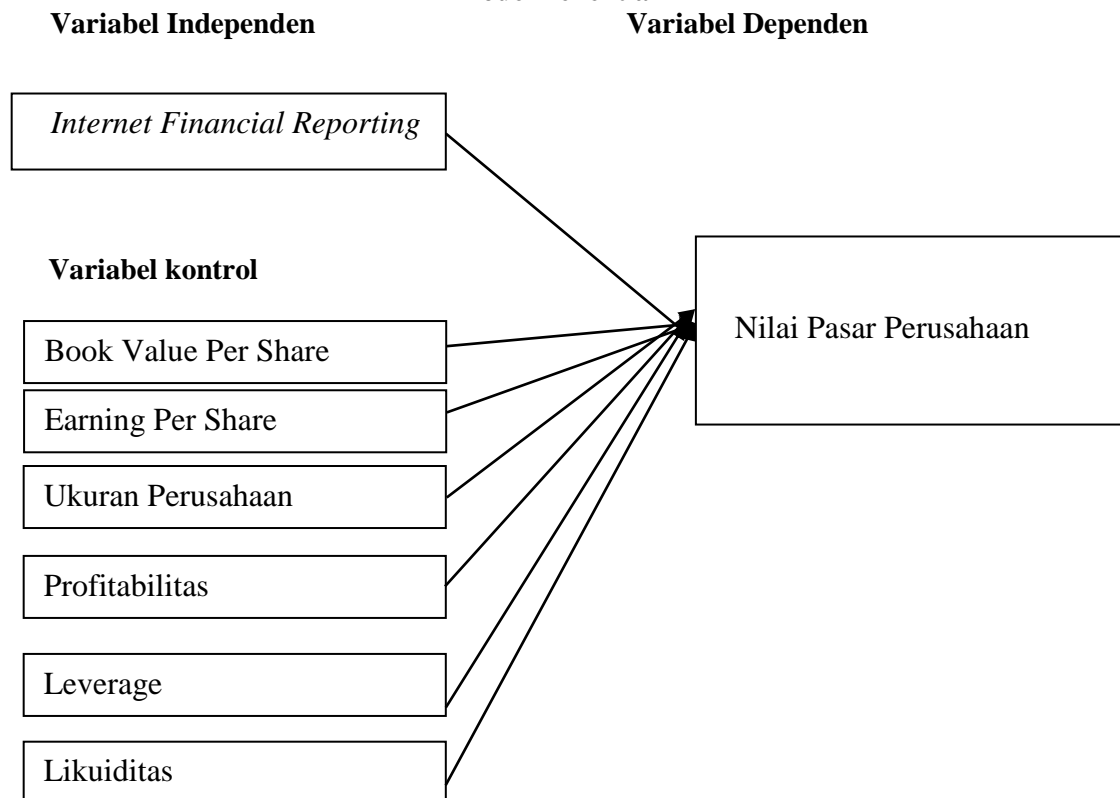 Variabel Independen
Variabel Dependen
Internet Financial Reporting
Variabel kontrol
Nilai Pasar Perusahaan
Book Value Per Share
Earning Per Share
Ukuran Perusahaan
Profitabilitas
Leverage
Likuiditas